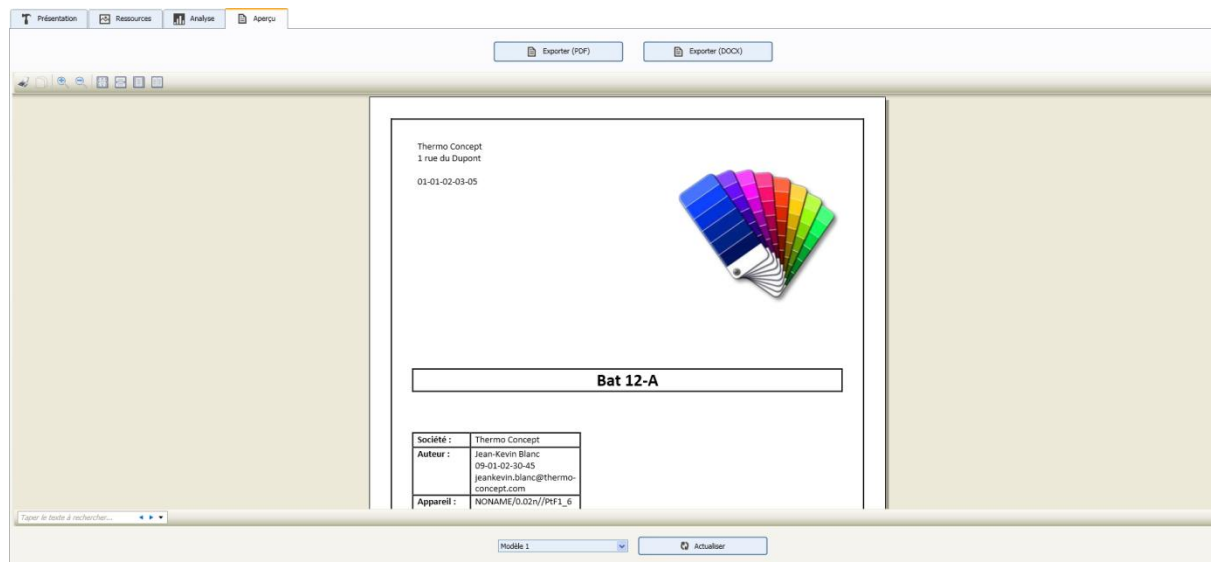 Présentation Ressources Analyse Aperçu
Exporter (PDF) Exporter (DOCX)
Thermo Concept
1 rue du Dupont
01-01-02-03-05
Bat 12-A
Société : Thermo Concept
Auteur : Jean-Kevin Blanc
09-01-02-30-45
jeankevin.blanc@thermo-
concept.com
Appareil : NONAME/0.02n//PtF1_6
Taper le texte à rechercher...
Modèle 1 Actualiser